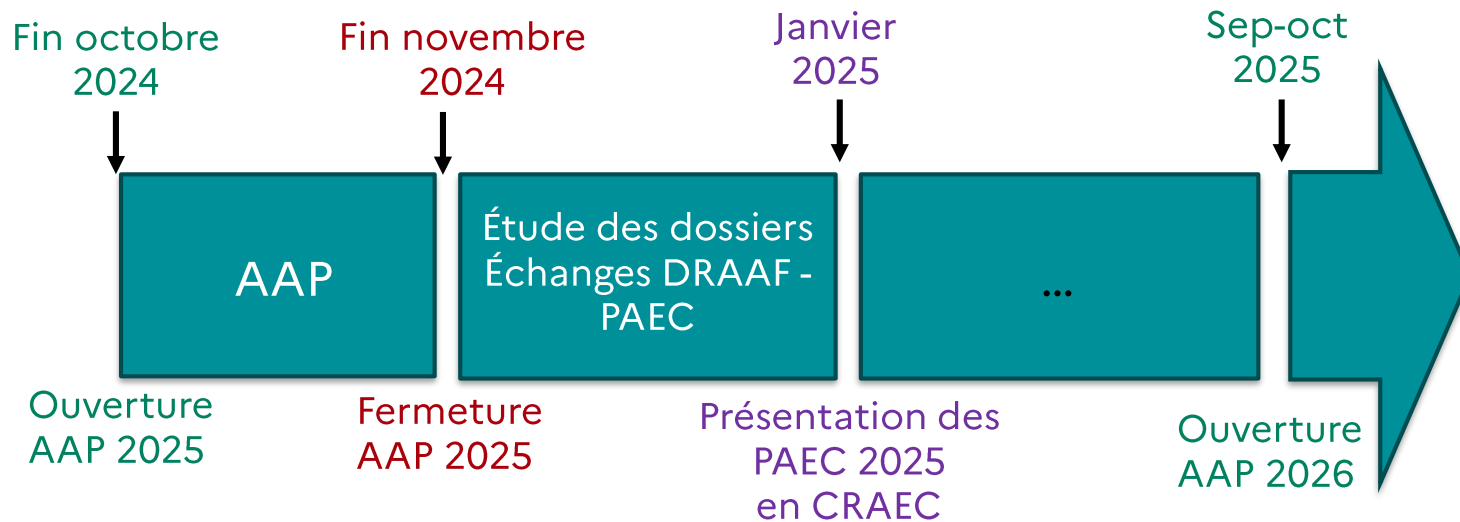 Fin octobre
2024
Fin novembre
2024
Janvier
2025
Sep-oct
2025
AAP
Étude des dossiers
Échanges DRAAF -
PAEC
...
Ouverture
AAP 2025
Fermeture
AAP 2025
Présentation des
PAEC 2025
en CRAEC
Ouverture
AAP 2026